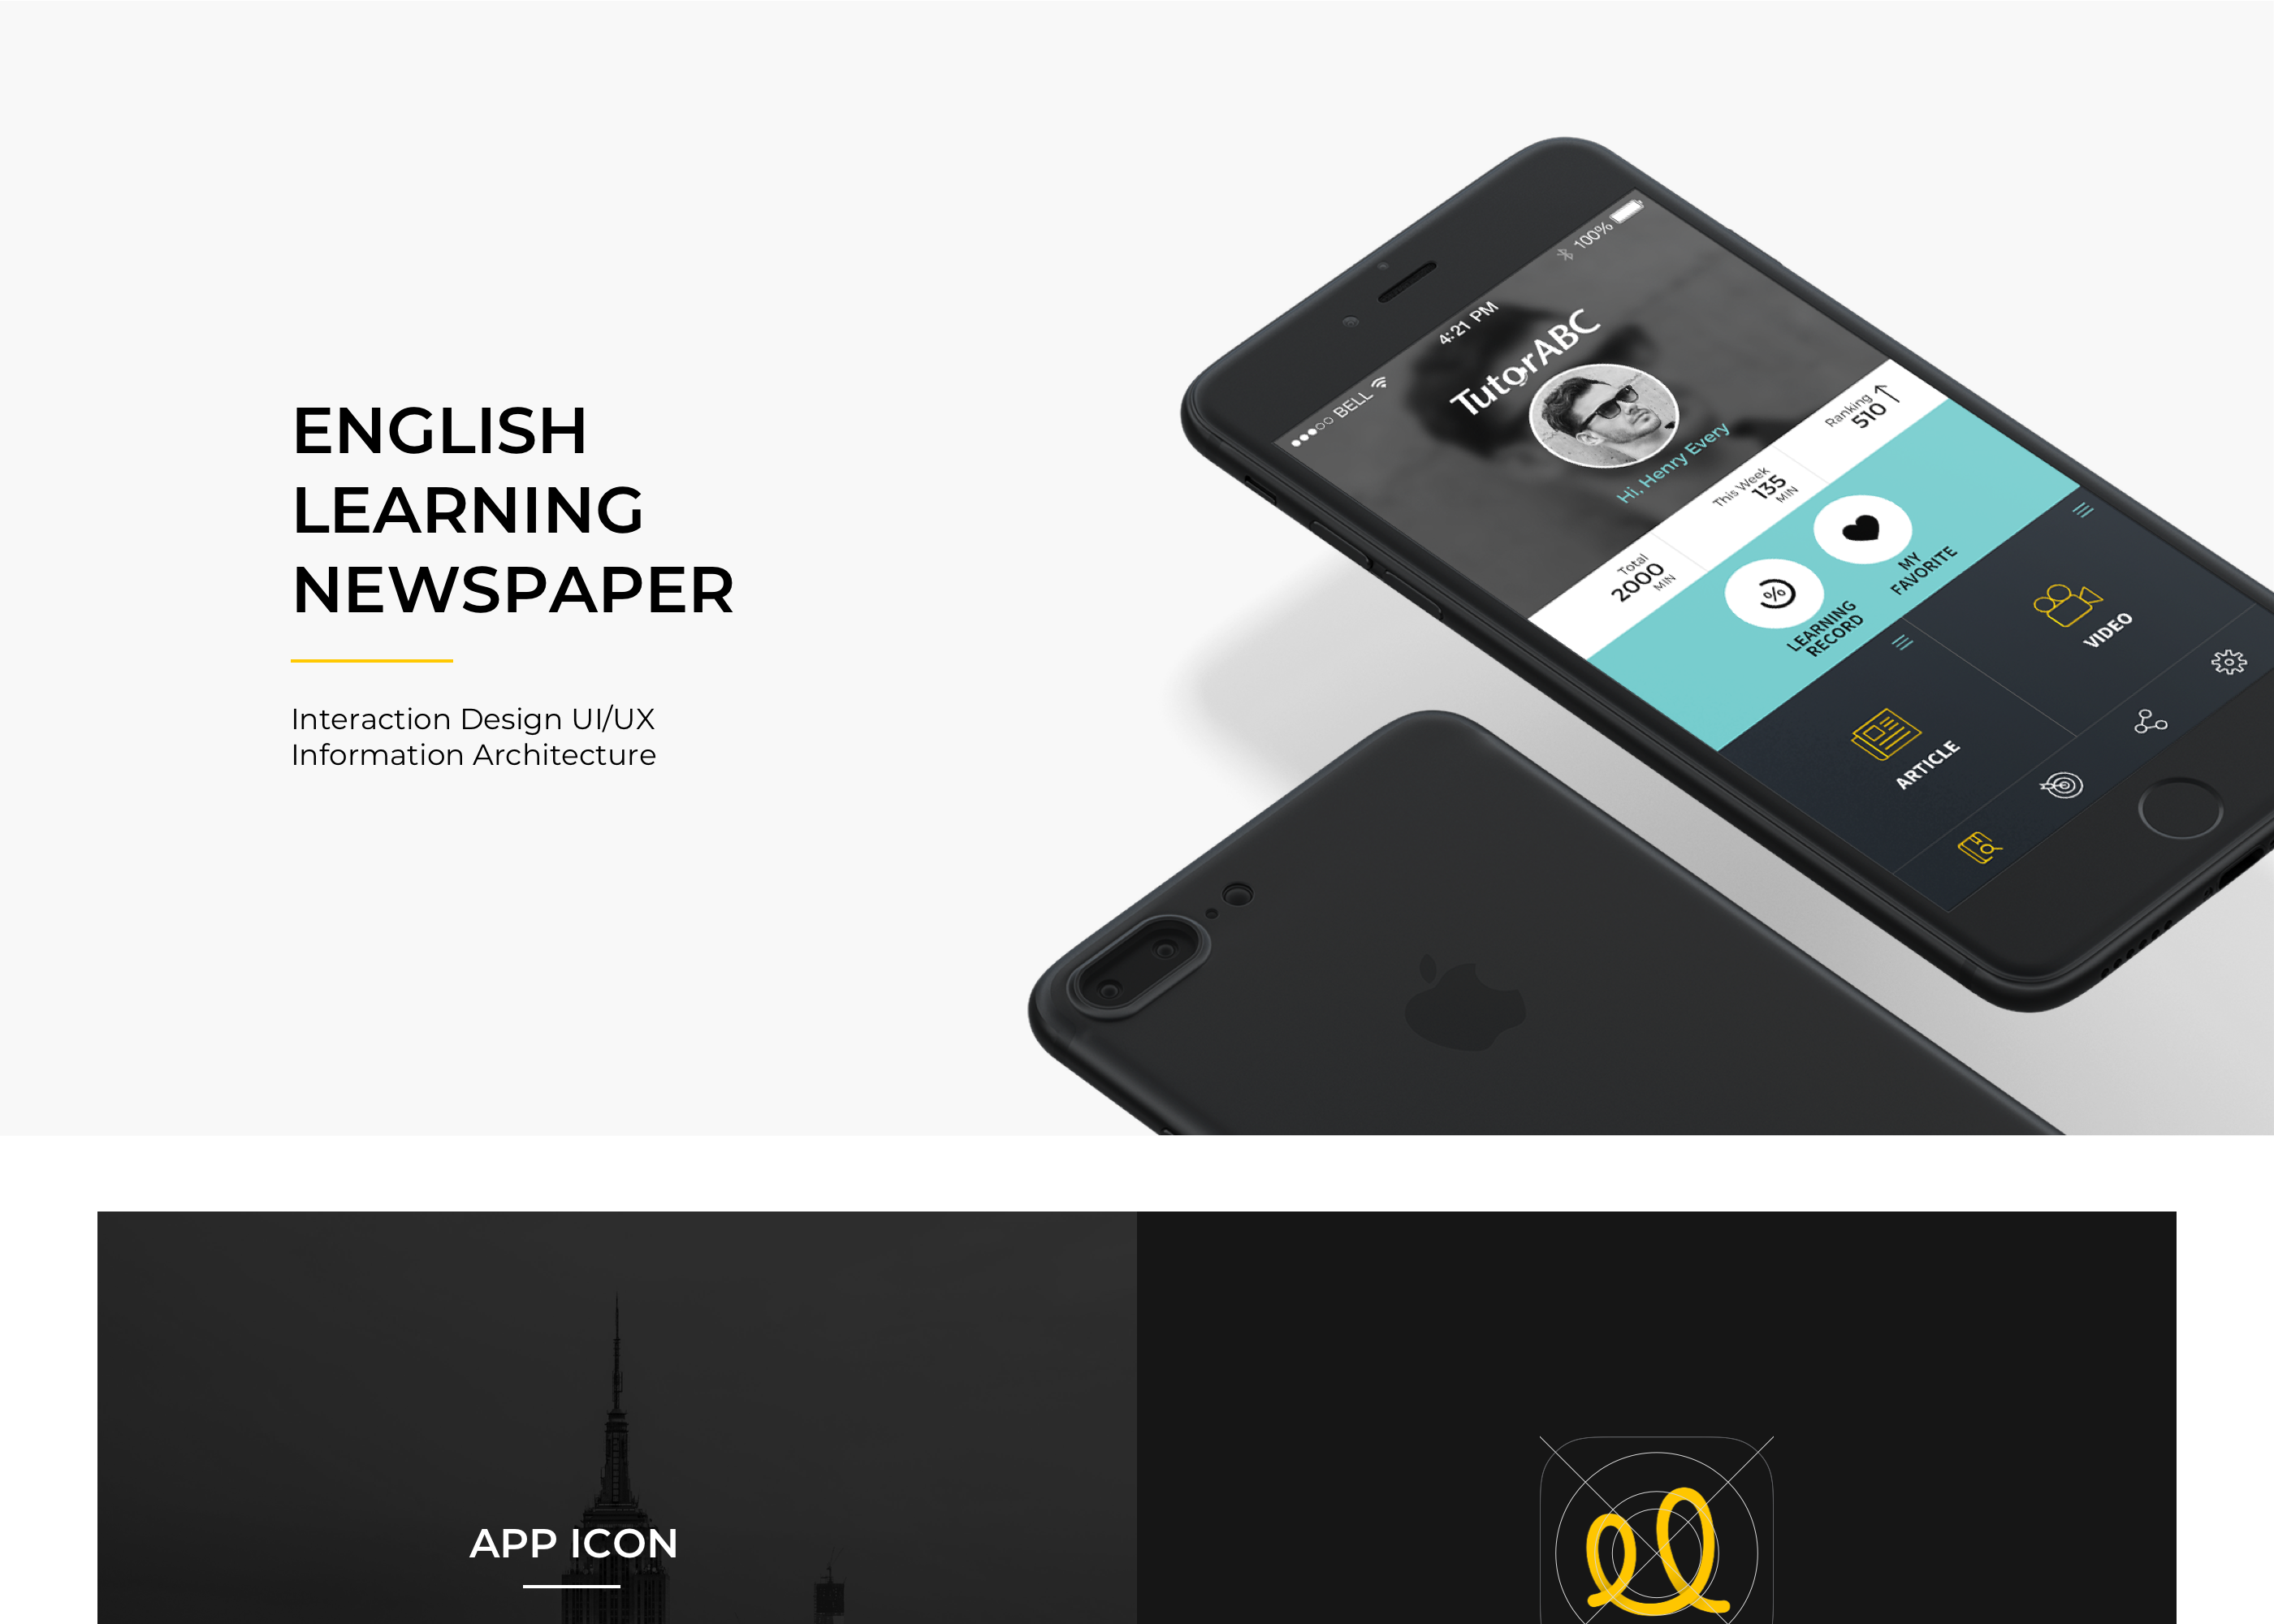 ENGLISH
LEARNING
NEWSPAPER
Interaction Design UI/UX
Information Architecture
BELL
4:21 PM
100%
TutorABC
Hi, Henry Every
Total
2000
MIN
This Week
135
MIN
Ranking
510
LEARNING
RECORD
MY
FAVORITE
ARTICLE
VIDEO
APP ICON